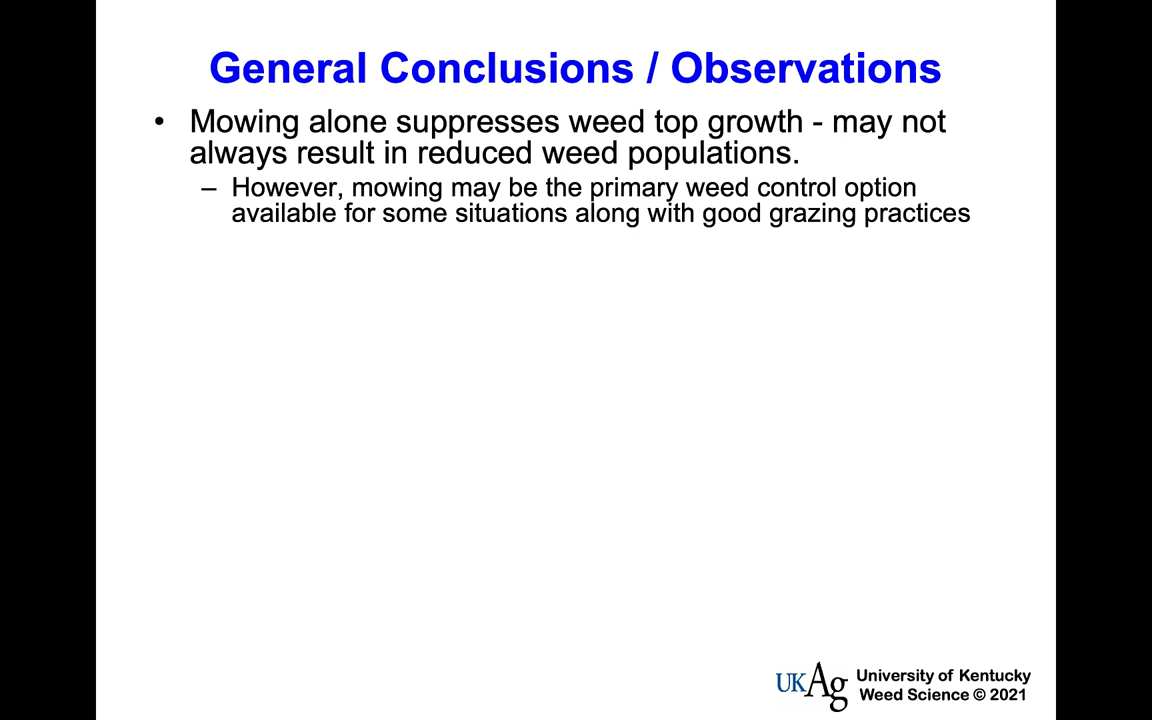 General Conclusions / Observations
• Mowing alone suppresses weed top growth - may not
always result in reduced weed populations.
– However, mowing may be the primary weed control option
available for some situations along with good grazing practices
UKAg University of Kentucky
Weed Science © 2021